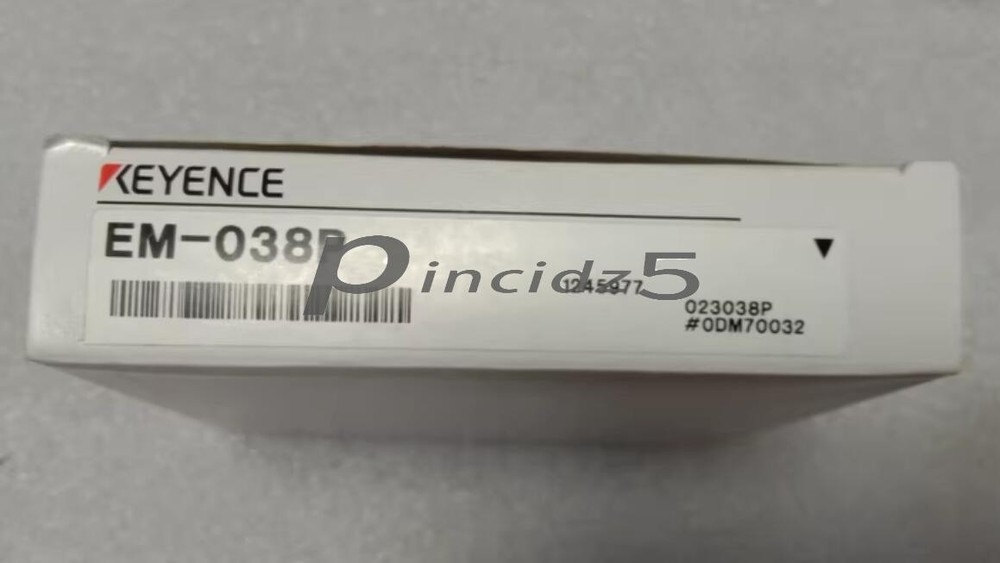 KEYENCE
EM-038P
pincidz5
1245977
023038P
#0DM70032